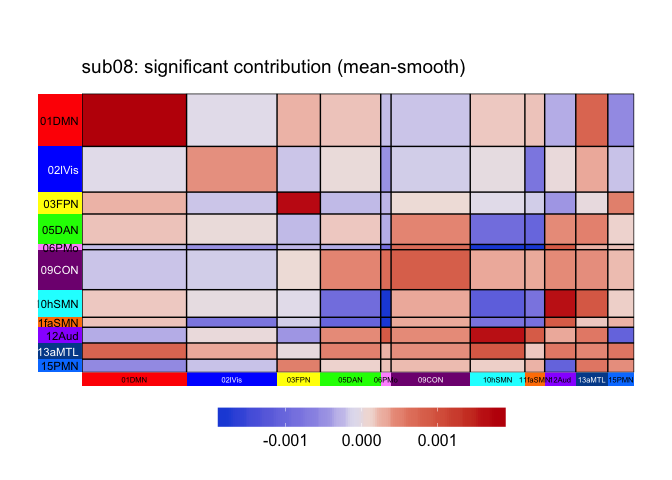 sub08: significant contribution (mean-smooth)
01DMN
02lVis
03FPN
05DAN
06PMo
09CON
10hSMN
11faSMN
12Aud
13aMTL
15PMN
01DMN 02lVis 03FPN 05DAN 06PMo 09CON 10hSMN 11faSMN 12Aud 13aMTL 15PMN
-0.001 0.000 0.001